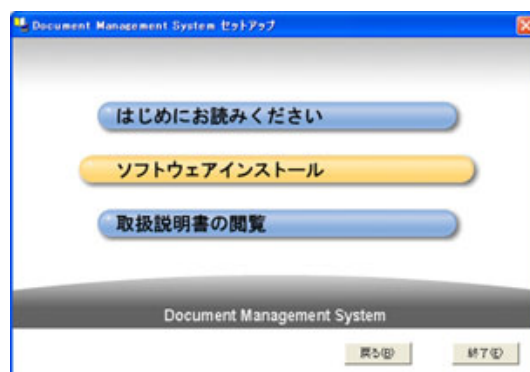 Document Management System セットアップ
はじめにお読みください
ソフトウェアインストール
取扱説明書の閲覧
Document Management System
戻る(B)
終了(E)